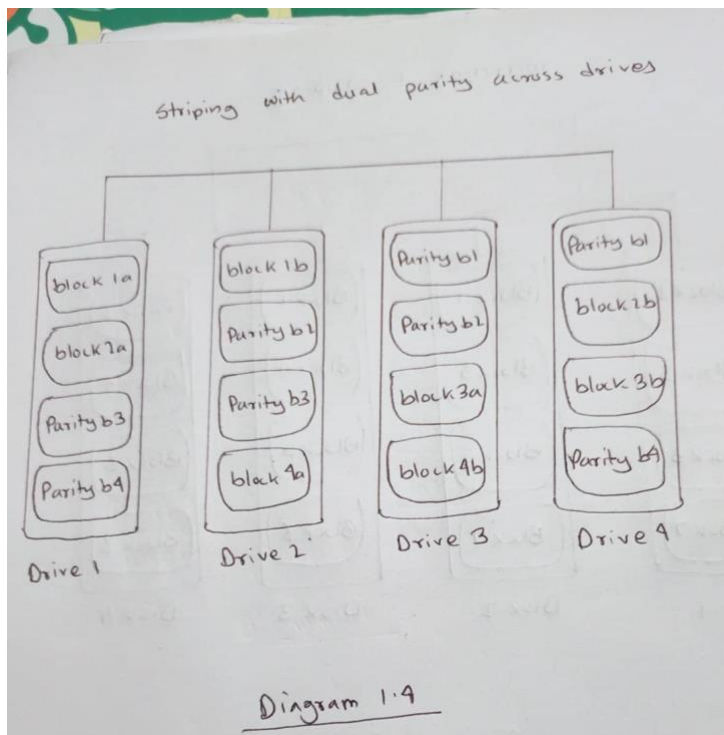 Striping with dual parity across drives
block 1a
block 2a
Parity b3
Parity b4
Drive 1
block 1b
Parity b2
Parity b3
block 4a
Drive 2
Parity b1
Parity b2
block 3a
block 4b
Drive 3
Parity b1
block 2b
block 3b
Parity b4
Drive 4
Diagram 1.4